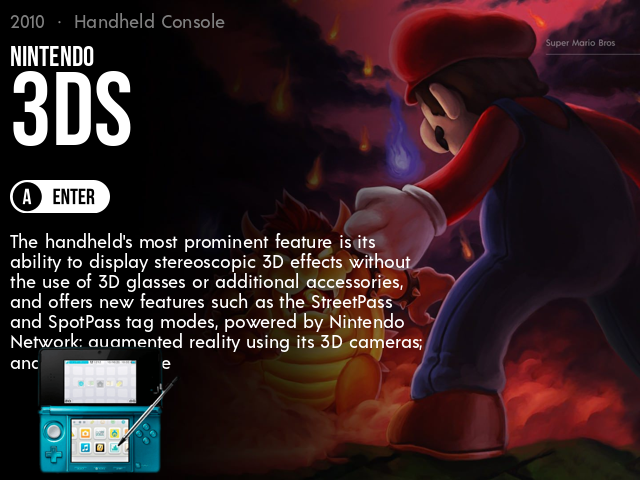 2010 · Handheld Console
Super Mario Bros
NINTENDO
3DS
A ENTER
The handheld's most prominent feature is its
ability to display stereoscopic 3D effects without
the use of 3D glasses or additional accessories,
and offers new features such as the StreetPass
and SpotPass tag modes, powered by Nintendo
Network; augmented reality using its 3D cameras;